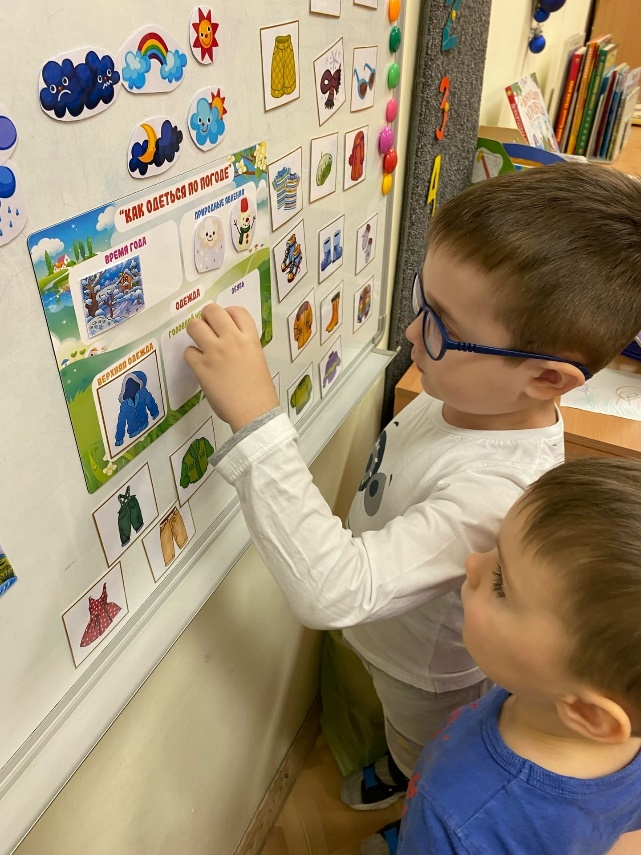 "КАК ОДЕТЬСЯ ПО ПОГОДЕ"
ВРЕМЯ ГОДА
ПРИРОДНЫЕ ЯВЛЕНИЯ
ОДЕЖДА
ВЕРХНЯЯ ОДЕЖДА